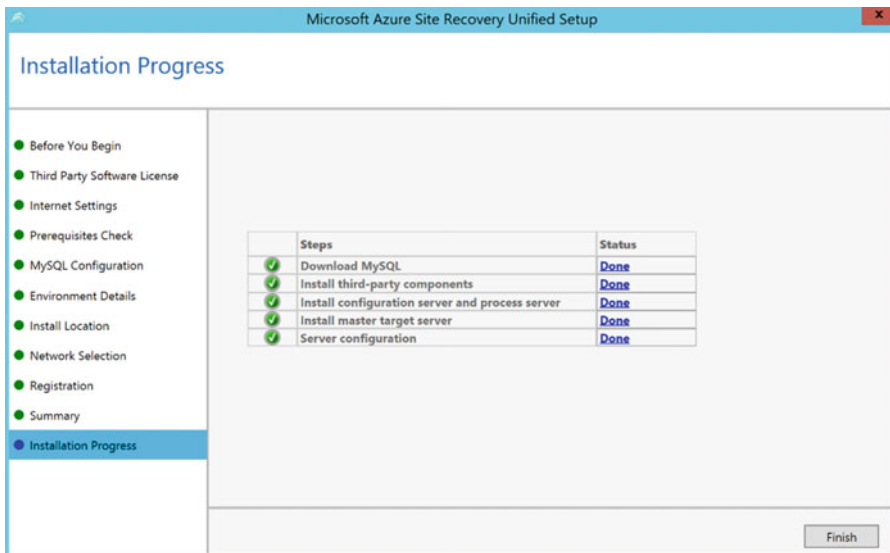 Microsoft Azure Site Recovery Unified Setup
x
Installation Progress
Before You Begin
Third Party Software License
Internet Settings
Prerequisites Check
MySQL Configuration
Environment Details
Install Location
Network Selection
Registration
Summary
Installation Progress
Steps Status
Download MySQL Done
Install third-party components Done
Install configuration server and process server Done
Install master target server Done
Server configuration Done
Finish